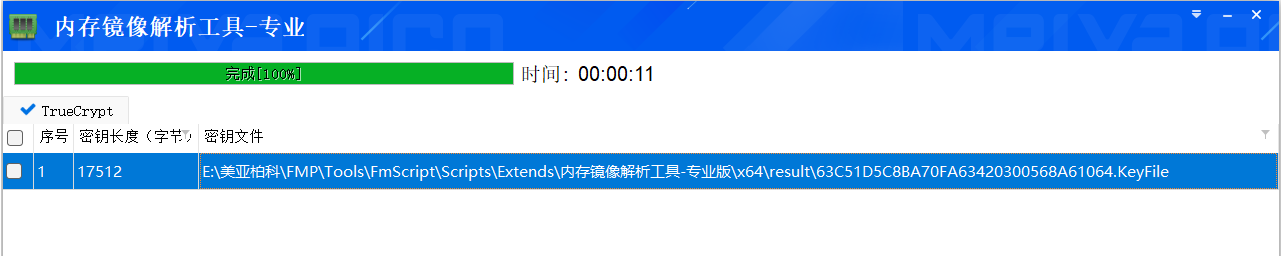 内存镜像解析工具-专业
完成[100%] 时间：00:00:11
TrueCrypt
序号 密钥长度（字节） 密钥文件
1 17512 E:\美亚柏科\FMP\Tools\FmScript\Scripts\Extends\内存镜像解析工具-专业版\x64\result\63C51D5C8BA70FA63420300568A61064.KeyFile